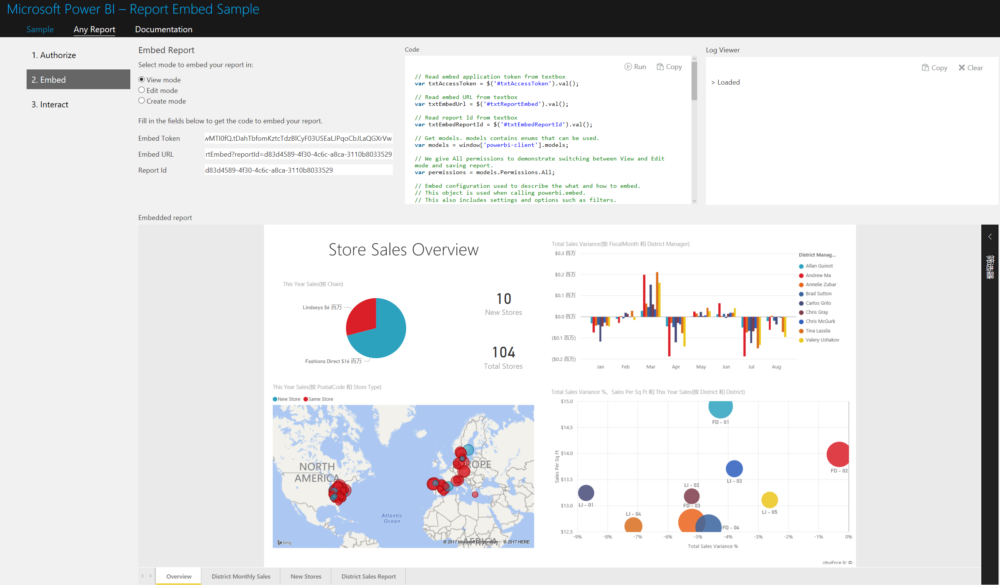 Microsoft Power BI – Report Embed Sample
Sample
Any Report
Documentation
1. Authorize
2. Embed
3. Interact
Embed Report
Select mode to embed your report in:
View mode
Edit mode
Create mode
Fill in the fields below to get the code to embed your report.
Embed Token
wMTI0fQ.tDahTbfomKztcTdzBlCyF03USEaLJPqoCbJLaQGXrVw
Embed URL
rtEmbed?reportId=d83d4589-4f30-4c6c-a8ca-3110b8033529
Report Id
d83d4589-4f30-4c6c-a8ca-3110b8033529
Code
Run
Copy
// Read embed application token from textbox
var txtAccessToken = $('#txtAccessToken').val();
// Read embed URL from textbox
var txtEmbedUrl = $('#txtReportEmbed').val();
// Read report Id from textbox
var txtEmbedReportId = $('#txtEmbedReportId').val();
// Get models. models contains enums that can be used.
var models = window['powerbi-client'].models;
// We give All permissions to demonstrate switching between View and Edit
mode and saving report.
var permissions = models.Permissions.All;
// Embed configuration used to describe the what and how to embed.
// This object is used when calling powerbi.embed.
// This also includes settings and options such as filters.
Log Viewer
Copy
Clear
> Loaded
Embedded report
Store Sales Overview
This Year Sales(按 Chain)
Lindseys $6 百万
Fashions Direct $16 百万
10
New Stores
104
Total Stores
Total Sales Variance(按 FiscalMonth 和 District Manager)
$0.3 百万
$0.2 百万
$0.1 百万
$0.0 百万
($0.1 百万)
($0.2 百万)
Jan
Feb
Mar
Apr
May
Jun
Jul
Aug
District Manag...
Allan Guinot
Andrew Ma
Annelie Zubar
Brad Sutton
Carlos Grilo
Chris Gray
Chris McGurk
Tina Lassila
Valery Ushakov
筛选器
This Year Sales(按 PostalCode 和 Store Type)
New Store
Same Store
NORTH
AMERICA
ROPE
Atlantic
Ocean
AFRICA
bing
© 2017 Microsoft Corporation
© 2017 HERE
Total Sales Variance %、Sales Per Sq Ft 和 This Year Sales(按 District 和 District)
$15.0
$14.5
$14.0
$13.5
$13.0
$12.5
Sales Per Sq Ft
FD - 01
FD - 02
LI - 03
LI - 02
LI - 01
FD - 03
LI - 05
LI - 04
FD - 04
-9%
-8%
-7%
-6%
-5%
-4%
-3%
-2%
-1%
0%
Total Sales Variance %
obviEnce llc ©
Overview
District Monthly Sales
New Stores
District Sales Report